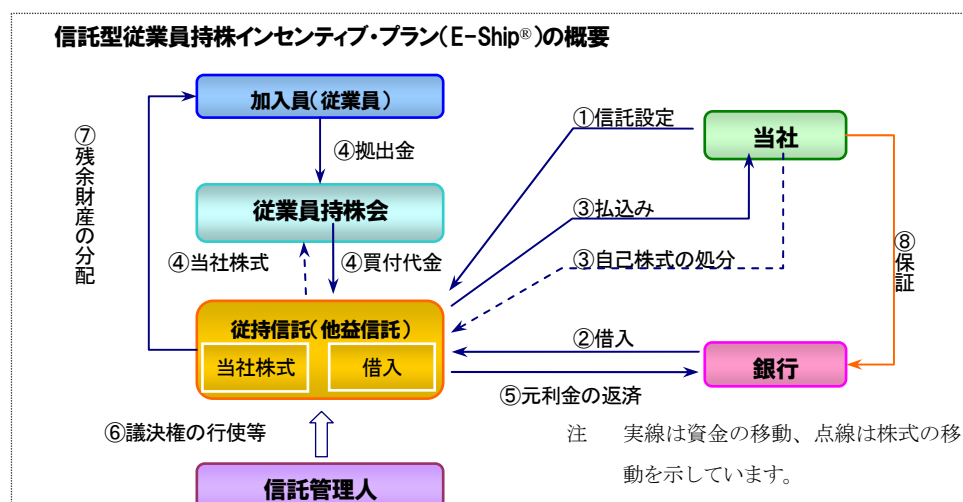 信託型従業員持株インセンティブ・プラン(E-Ship®)の概要
加入員(従業員)
①信託設定
当社
⑦残余財産の分配
④拠出金
従業員持株会
③払込み
④当社株式
④買付代金
③自己株式の処分
⑧保証
従持信託(他益信託)
当社株式
借入
②借入
銀行
⑤元利金の返済
⑥議決権の行使等
注 実線は資金の移動、点線は株式の移
動を示しています。
信託管理人